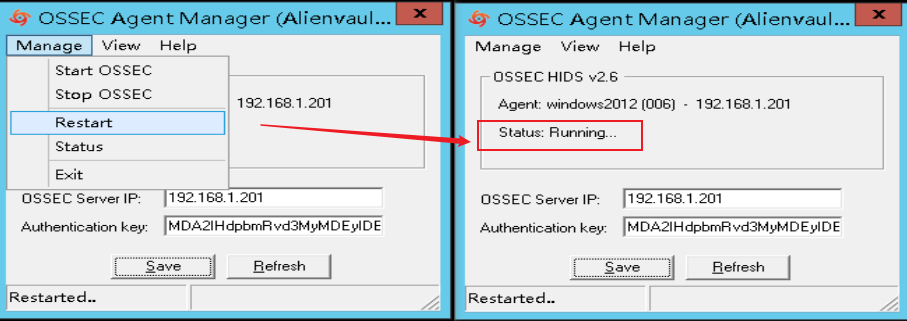 OSSEC Agent Manager (Alienvaul...
Manage View Help
Start OSSEC
Stop OSSEC
Restart
Status
Exit
192.168.1.201
OSSEC Server IP: 192.168.1.201
Authentication key: MDA2IHdpbmRvd3MyMDEyIDE
Save Refresh
Restarted..
OSSEC Agent Manager (Alienvaul...
Manage View Help
OSSEC HIDS v2.6
Agent: windows2012 (006) - 192.168.1.201
Status: Running...
OSSEC Server IP: 192.168.1.201
Authentication key: MDA2IHdpbmRvd3MyMDEyIDE
Save Refresh
Restarted..